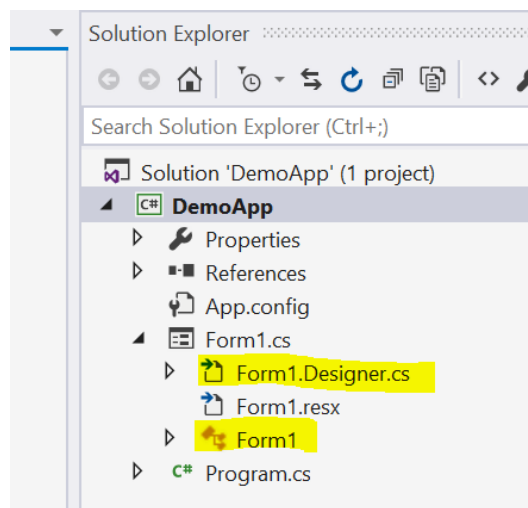 Solution Explorer
Search Solution Explorer (Ctrl+;)
Solution 'DemoApp' (1 project)
C# DemoApp
Properties
References
App.config
Form1.cs
Form1.Designer.cs
Form1.resx
Form1
C# Program.cs